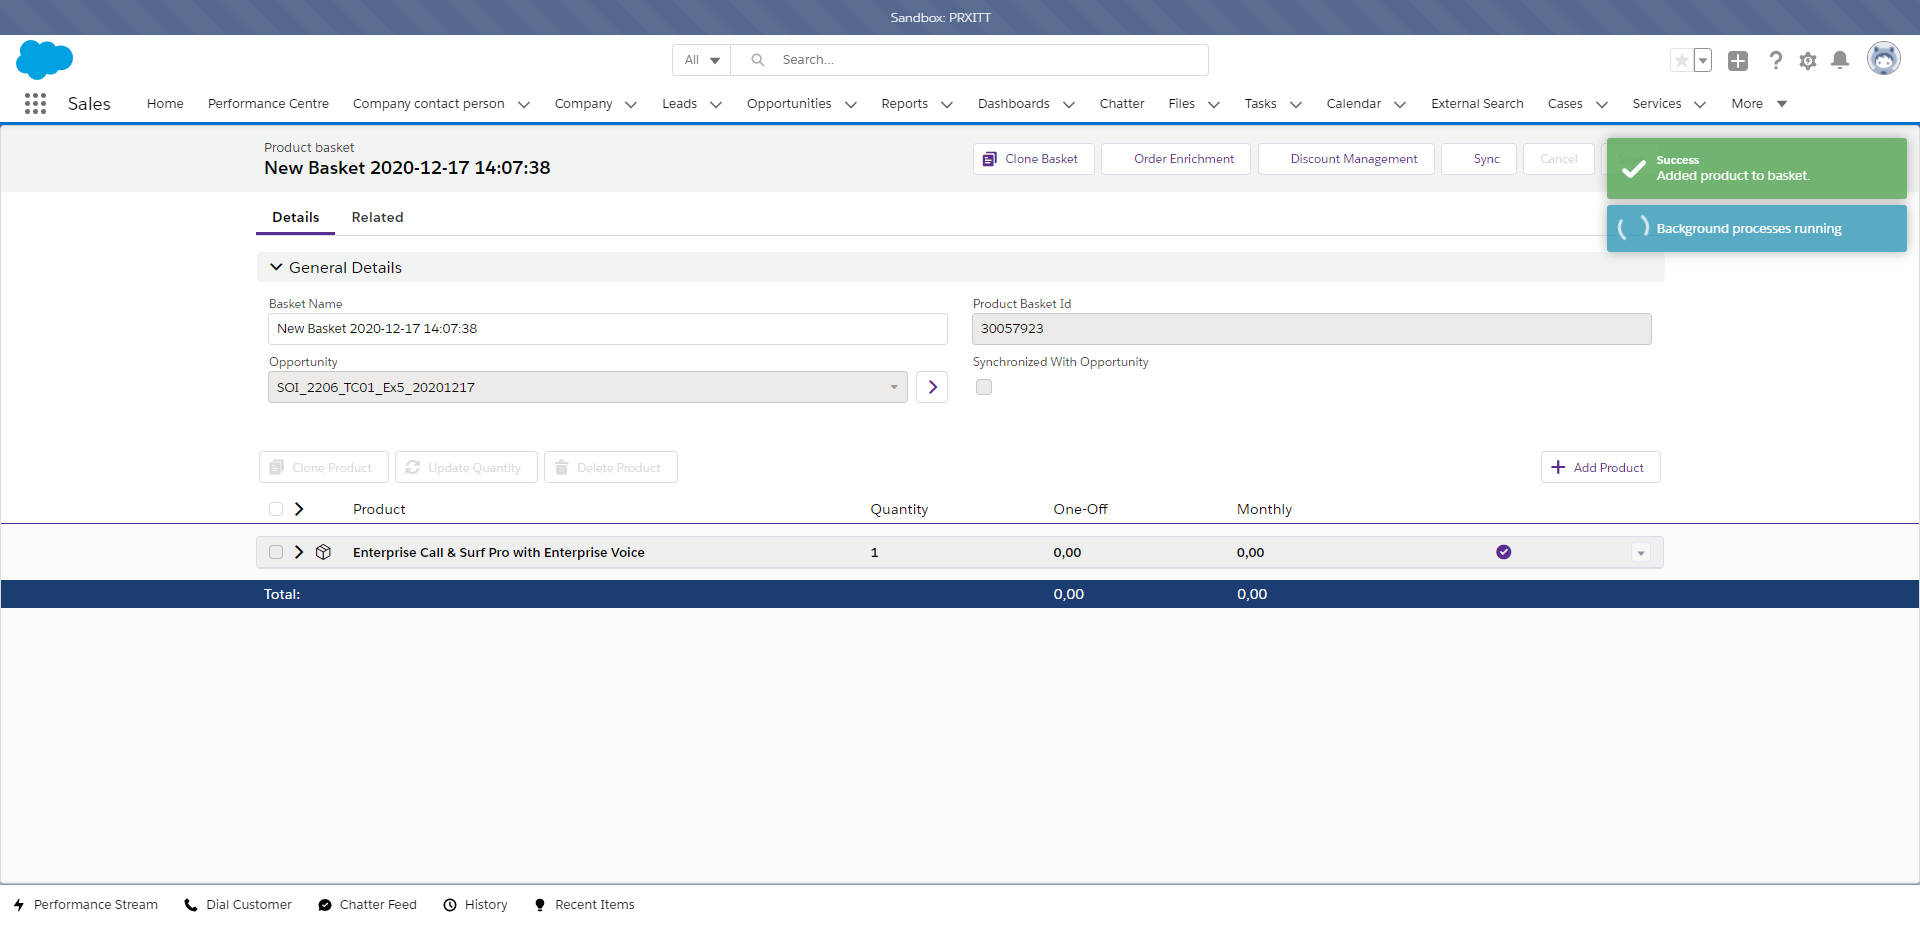 Sandbox: PRXITT
All Search...
Sales Home Performance Centre Company contact person Company Leads Opportunities Reports Dashboards Chatter Files Tasks Calendar External Search Cases Services More
Product basket
New Basket 2020-12-17 14:07:38
Clone Basket Order Enrichment Discount Management Sync Cancel
Success
Added product to basket.
Background processes running
Details Related
General Details
Basket Name Product Basket Id
New Basket 2020-12-17 14:07:38 30057923
Opportunity Synchronized With Opportunity
SOI_2206_TC01_Ex5_20201217
Clone Product Update Quantity Delete Product Add Product
Product Quantity One-Off Monthly
Enterprise Call & Surf Pro with Enterprise Voice 1 0,00 0,00
Total: 0,00 0,00
Performance Stream Dial Customer Chatter Feed History Recent Items